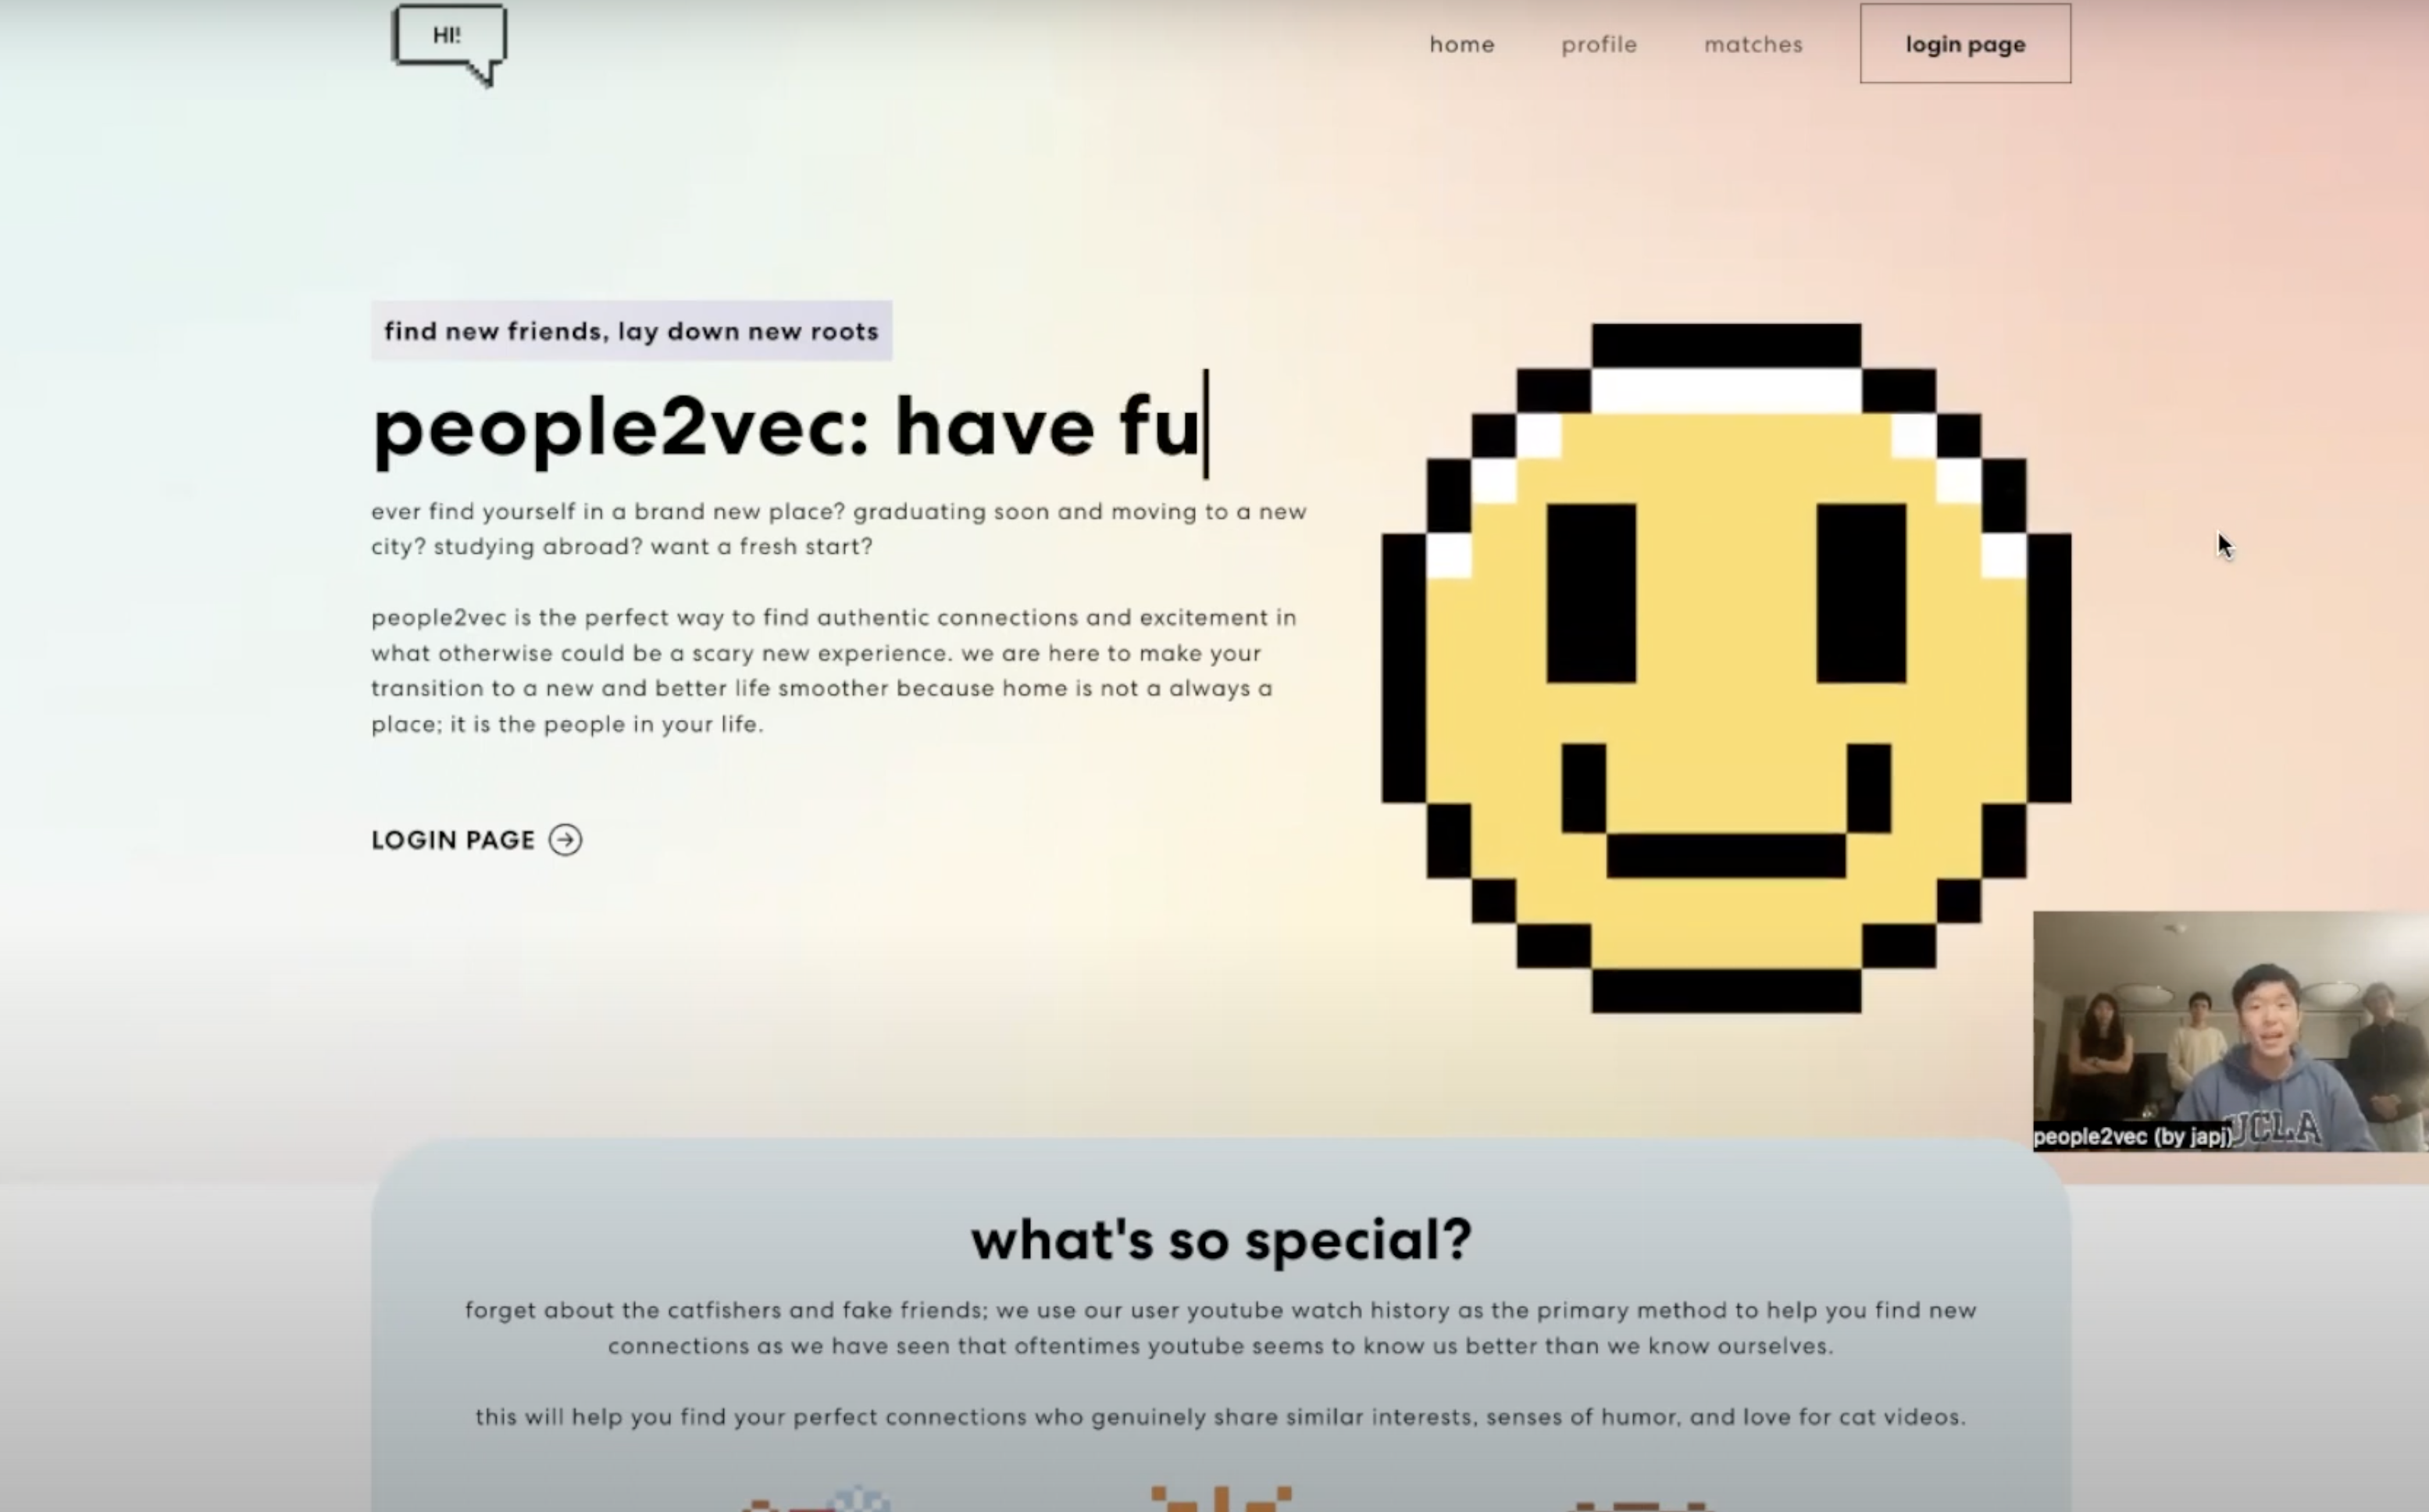 HI!
home
profile
matches
login page
find new friends, lay down new roots
people2vec: have fu
ever find yourself in a brand new place? graduating soon and moving to a new
city? studying abroad? want a fresh start?
people2vec is the perfect way to find authentic connections and excitement in
what otherwise could be a scary new experience. we are here to make your
transition to a new and better life smoother because home is not a always a
place; it is the people in your life.
LOGIN PAGE
people2vec (by japj)
UCLA
what's so special?
forget about the catfishers and fake friends; we use our user youtube watch history as the primary method to help you find new
connections as we have seen that oftentimes youtube seems to know us better than we know ourselves.
this will help you find your perfect connections who genuinely share similar interests, senses of humor, and love for cat videos.